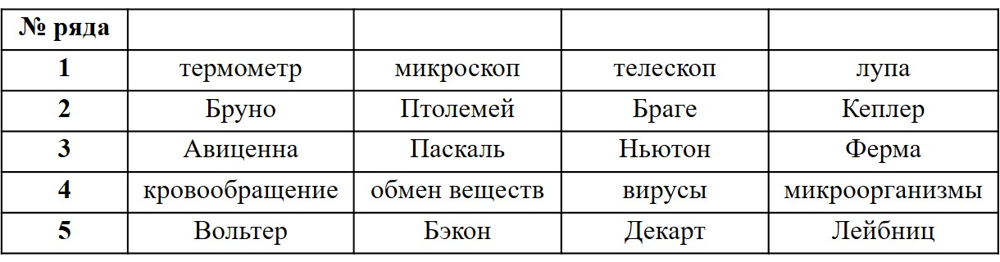 № ряда
1 термометр микроскоп телескоп лупа
2 Бруно Птолемей Браге Кеплер
3 Авиценна Паскаль Ньютон Ферма
4 кровообращение обмен веществ вирусы микроорганизмы
5 Вольтер Бэкон Декарт Лейбниц